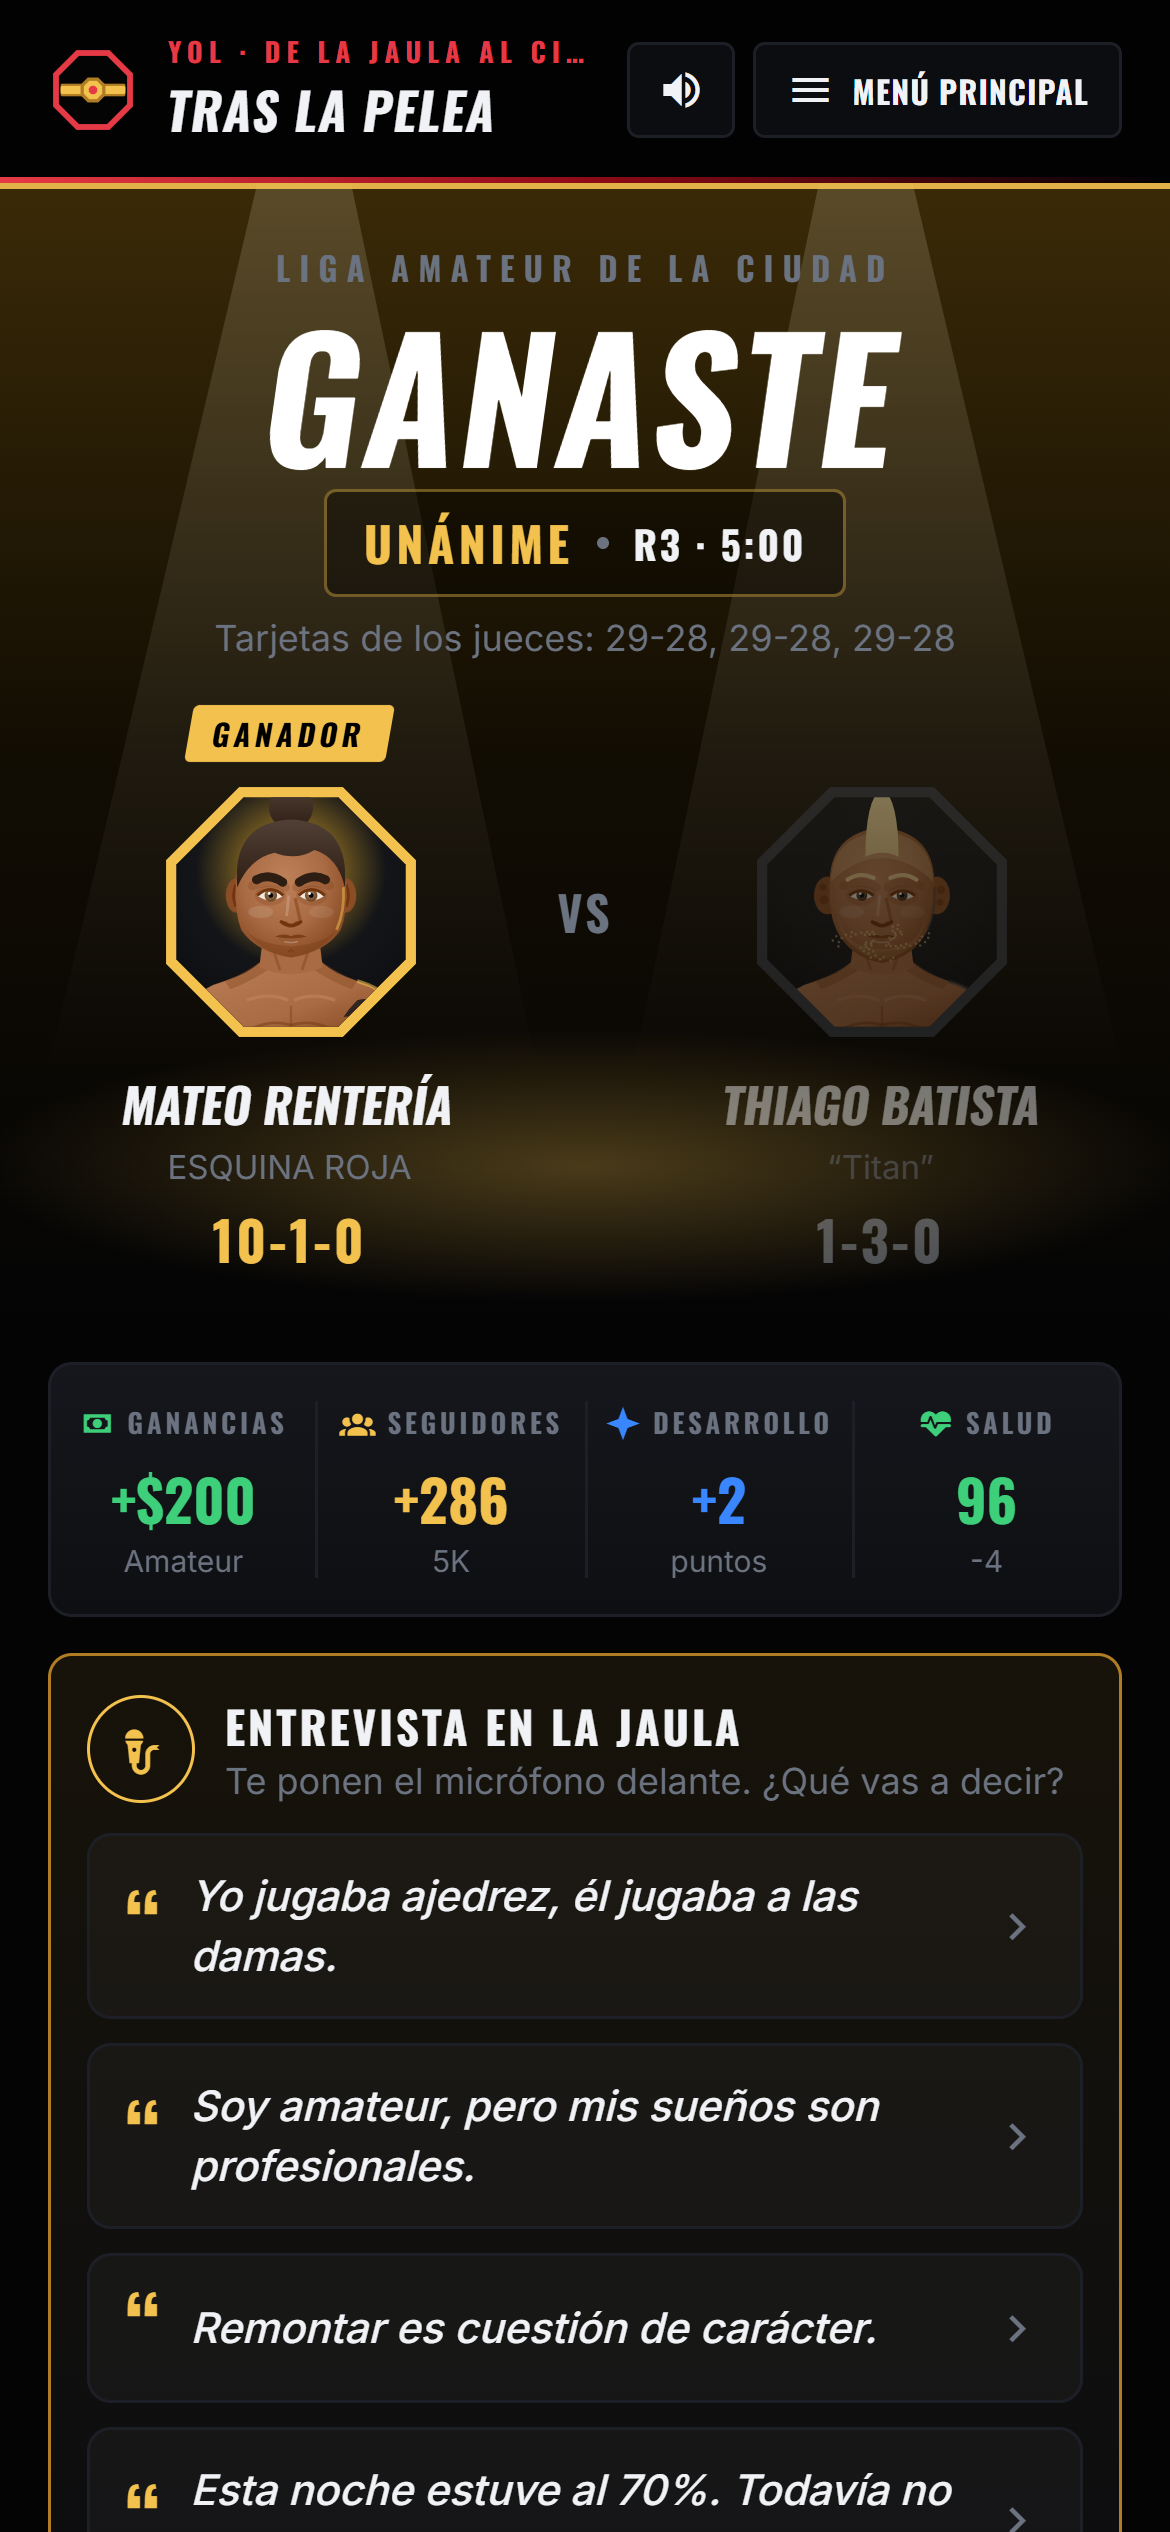 YOL · DE LA JAULA AL CI…
TRAS LA PELEA
MENÚ PRINCIPAL
LIGA AMATEUR DE LA CIUDAD
GANASTE
UNÁNIME • R3 · 5:00
Tarjetas de los jueces: 29-28, 29-28, 29-28
GANADOR
VS
MATEO RENTERÍA
ESQUINA ROJA
10-1-0
THIAGO BATISTA
“Titan”
1-3-0
GANANCIAS
+$200
Amateur
SEGUIDORES
+286
5K
DESARROLLO
+2
puntos
SALUD
96
-4
ENTREVISTA EN LA JAULA
Te ponen el micrófono delante. ¿Qué vas a decir?
“ Yo jugaba ajedrez, él jugaba a las
damas.
“ Soy amateur, pero mis sueños son
profesionales.
“ Remontar es cuestión de carácter.
“ Esta noche estuve al 70%. Todavía no